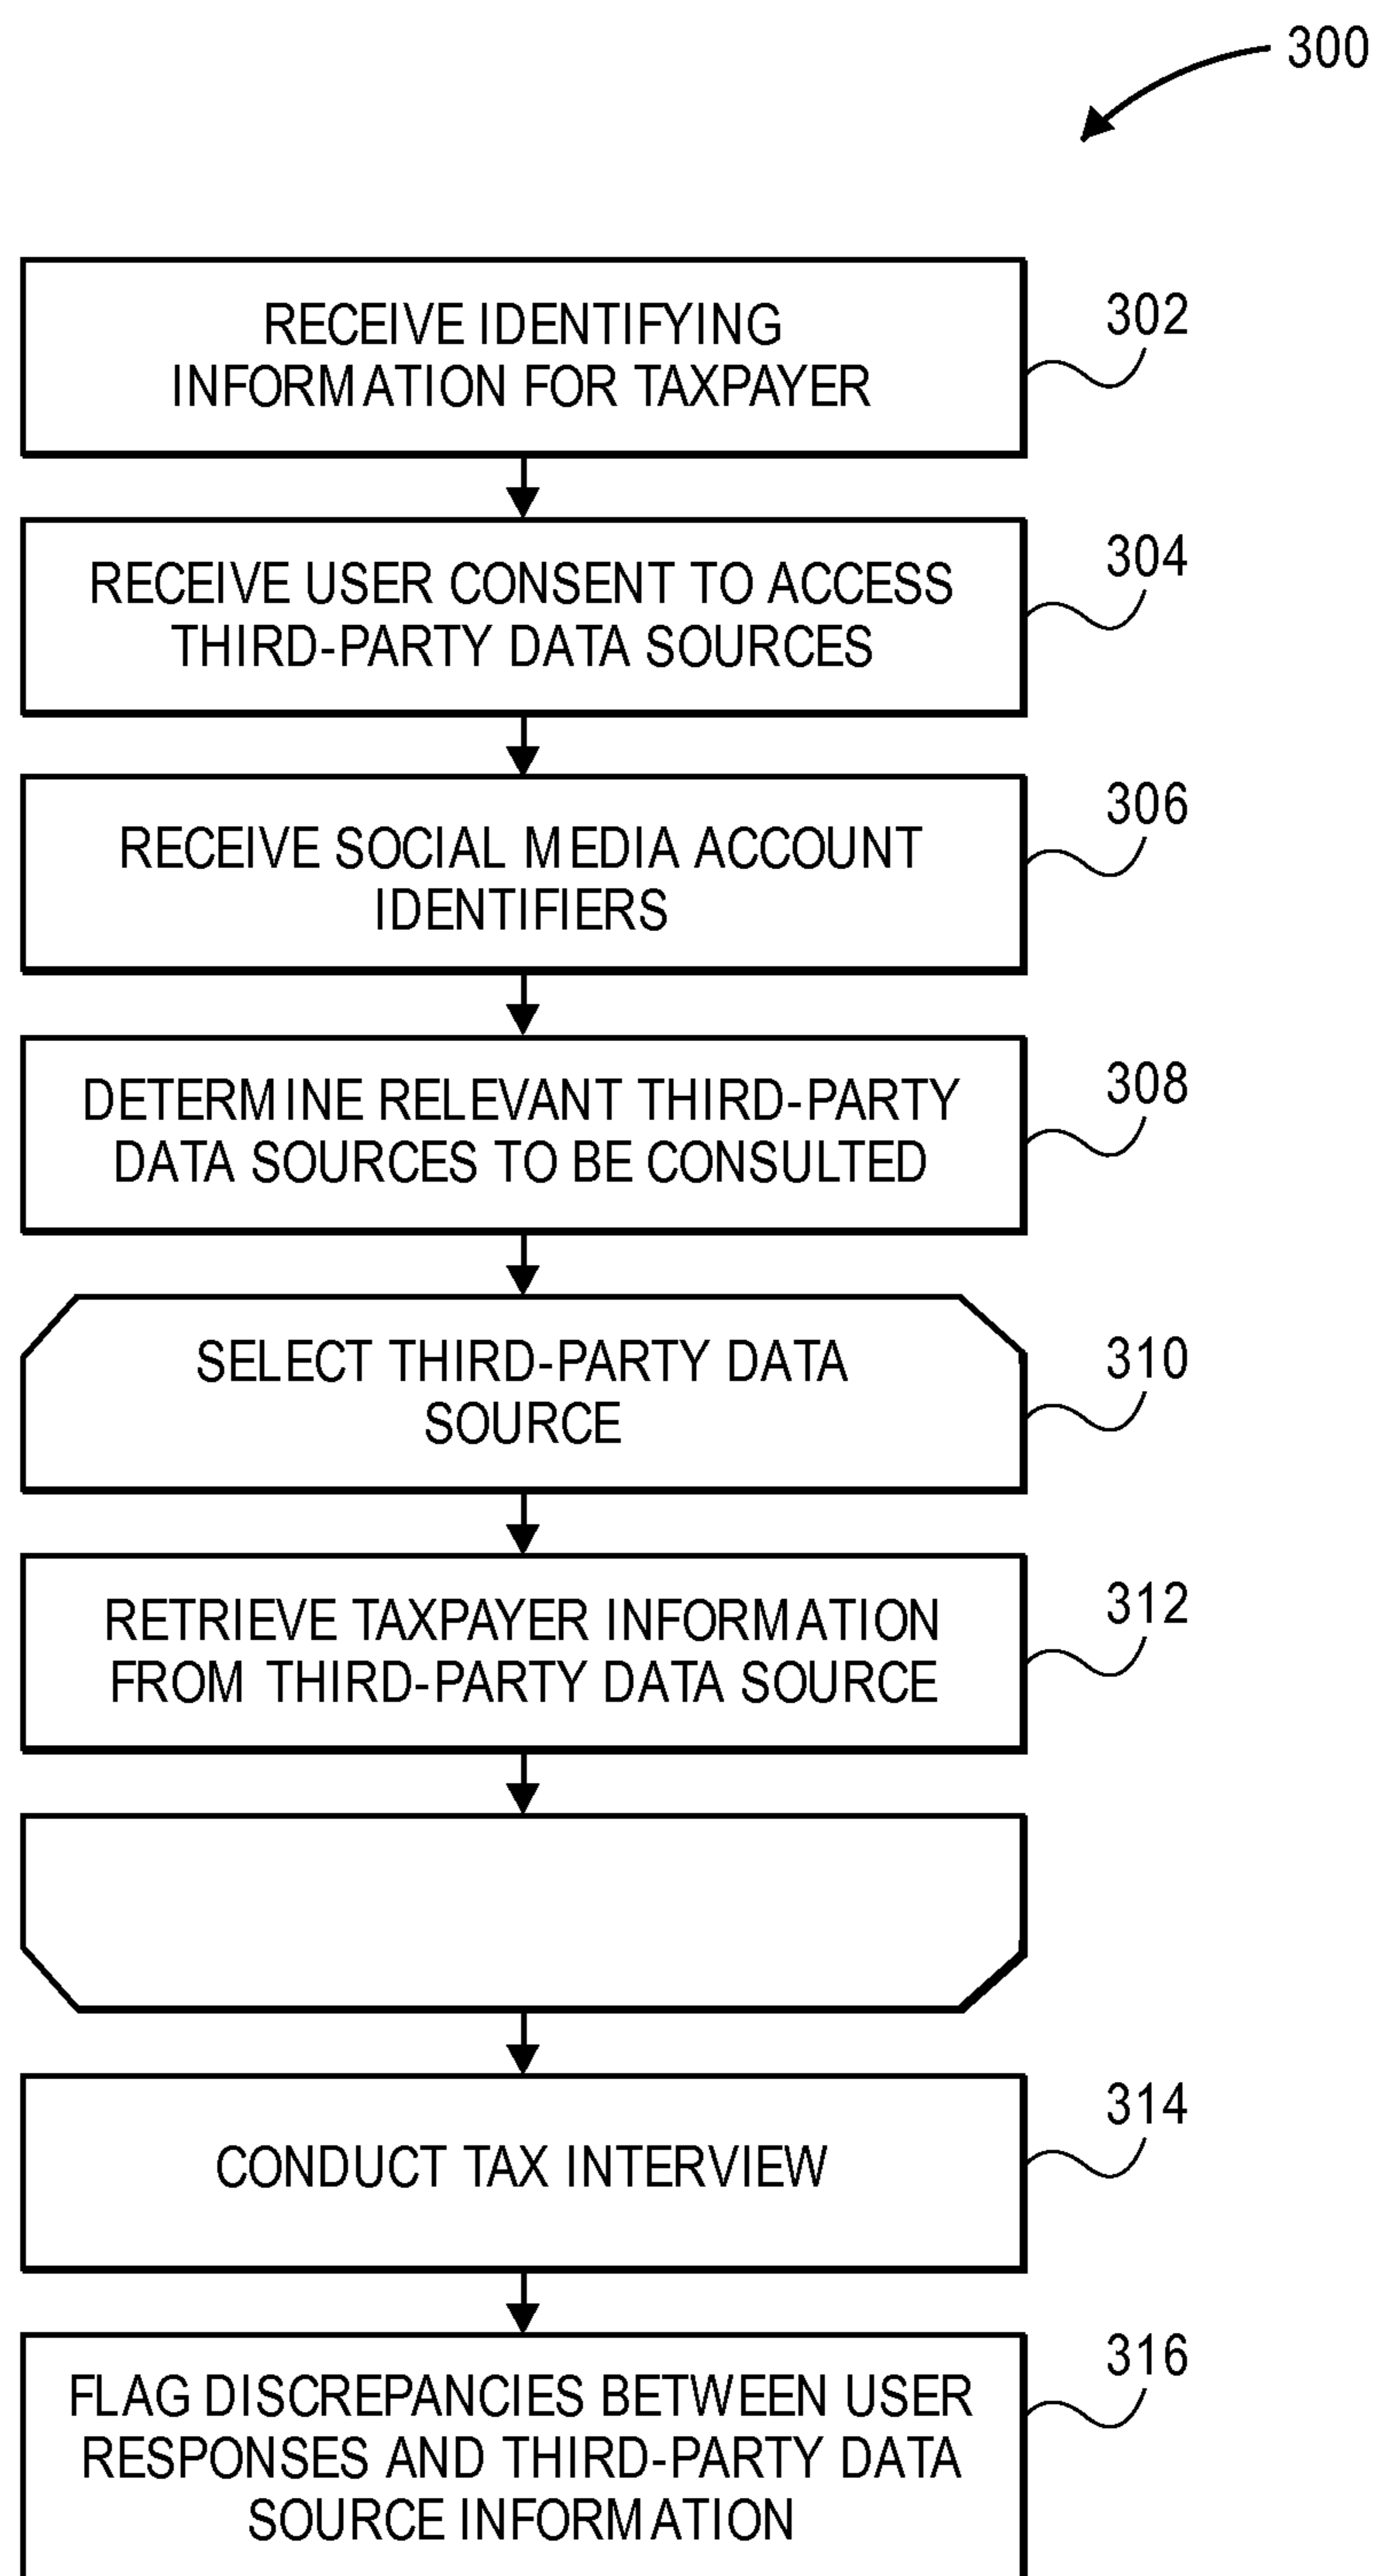 300
RECEIVE IDENTIFYING
INFORMATION FOR TAXPAYER
302
RECEIVE USER CONSENT TO ACCESS
THIRD-PARTY DATA SOURCES
304
RECEIVE SOCIAL MEDIA ACCOUNT
IDENTIFIERS
306
DETERMINE RELEVANT THIRD-PARTY
DATA SOURCES TO BE CONSULTED
308
SELECT THIRD-PARTY DATA
SOURCE
310
RETRIEVE TAXPAYER INFORMATION
FROM THIRD-PARTY DATA SOURCE
312
CONDUCT TAX INTERVIEW
314
FLAG DISCREPANCIES BETWEEN USER
RESPONSES AND THIRD-PARTY DATA
SOURCE INFORMATION
316